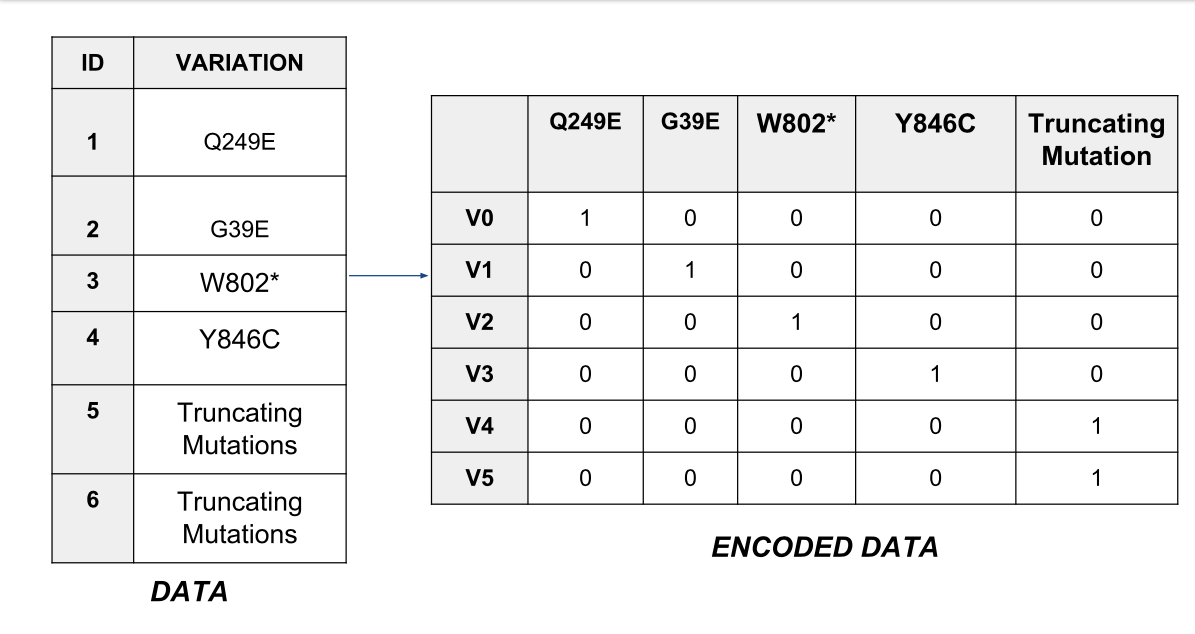 ID VARIATION
1 Q249E
2 G39E
3 W802*
4 Y846C
5 Truncating
Mutations
6 Truncating
Mutations
DATA
Q249E G39E W802* Y846C Truncating
Mutation
V0 1 0 0 0 0
V1 0 1 0 0 0
V2 0 0 1 0 0
V3 0 0 0 1 0
V4 0 0 0 0 1
V5 0 0 0 0 1
ENCODED DATA